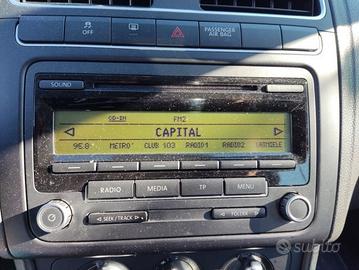 OFF
PASSENGER
AIR BAG
SOUND
CD-IN FM2
CAPITAL
95.8 METRO' CLUB 103 RADIO1 RADIO2
RADIO MEDIA TP MENU
SEEK / TRACK FOLDER
subito